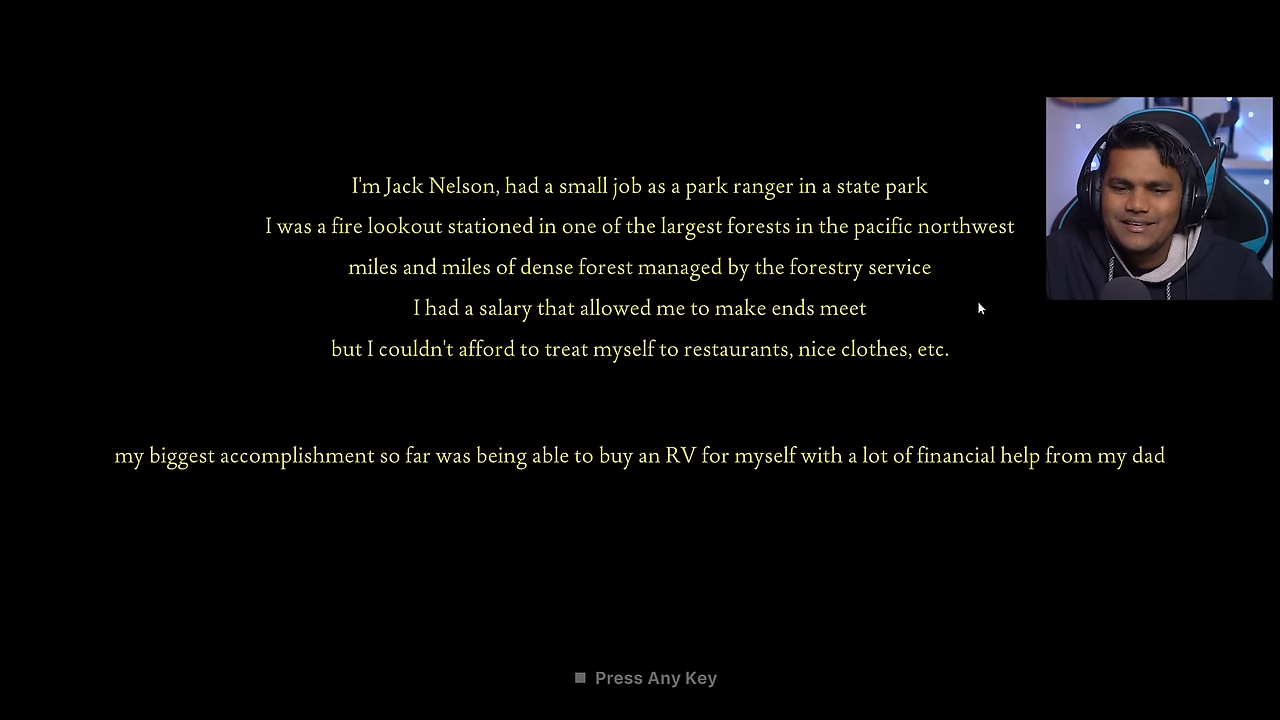 I'm Jack Nelson, had a small job as a park ranger in a state park
I was a fire lookout stationed in one of the largest forests in the pacific northwest
miles and miles of dense forest managed by the forestry service
I had a salary that allowed me to make ends meet
but I couldn't afford to treat myself to restaurants, nice clothes, etc.
my biggest accomplishment so far was being able to buy an RV for myself with a lot of financial help from my dad
Press Any Key